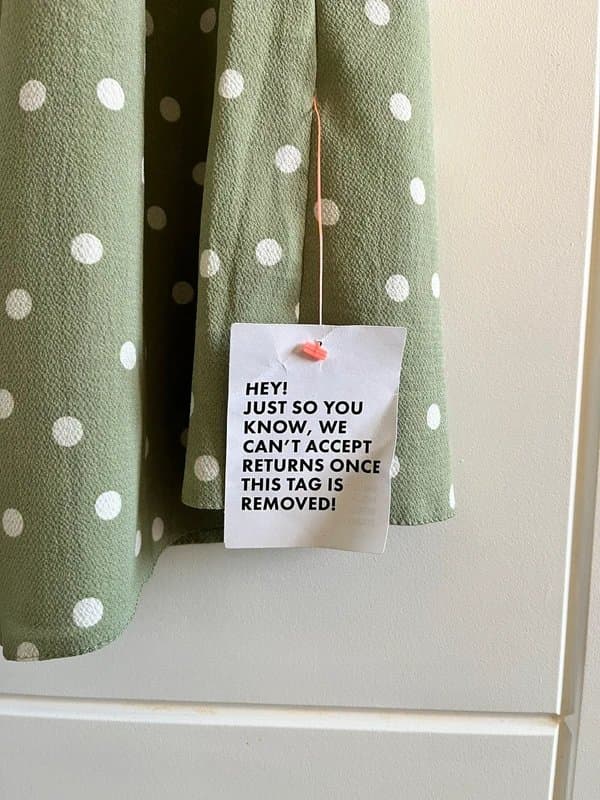 HEY!
JUST SO YOU
KNOW, WE
CAN'T ACCEPT
RETURNS ONCE
THIS TAG IS
REMOVED!